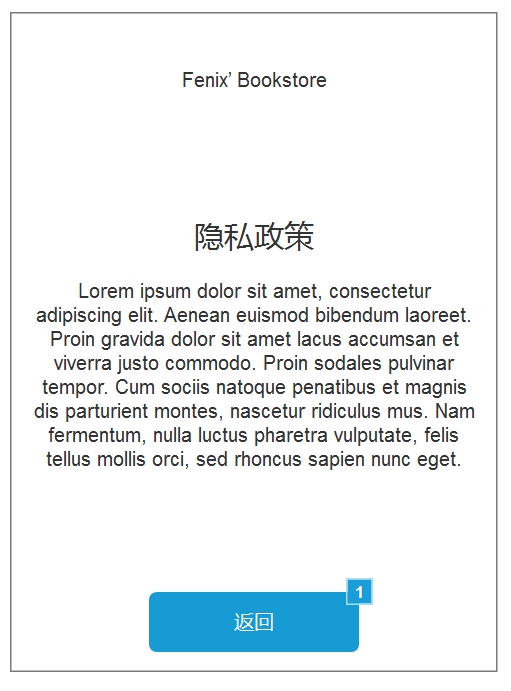 Fenix’ Bookstore
隐私政策
Lorem ipsum dolor sit amet, consectetur
adipiscing elit. Aenean euismod bibendum laoreet.
Proin gravida dolor sit amet lacus accumsan et
viverra justo commodo. Proin sodales pulvinar
tempor. Cum sociis natoque penatibus et magnis
dis parturient montes, nascetur ridiculus mus. Nam
fermentum, nulla luctus pharetra vulputate, felis
tellus mollis orci, sed rhoncus sapien nunc eget.
1
返回